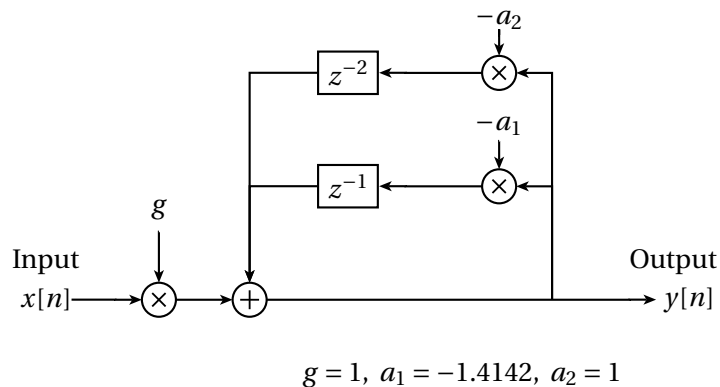 −a₂
z⁻²
×
−a₁
z⁻¹
×
g
Input
Output
x[n]
×
+
y[n]
g = 1, a₁ = −1.4142, a₂ = 1